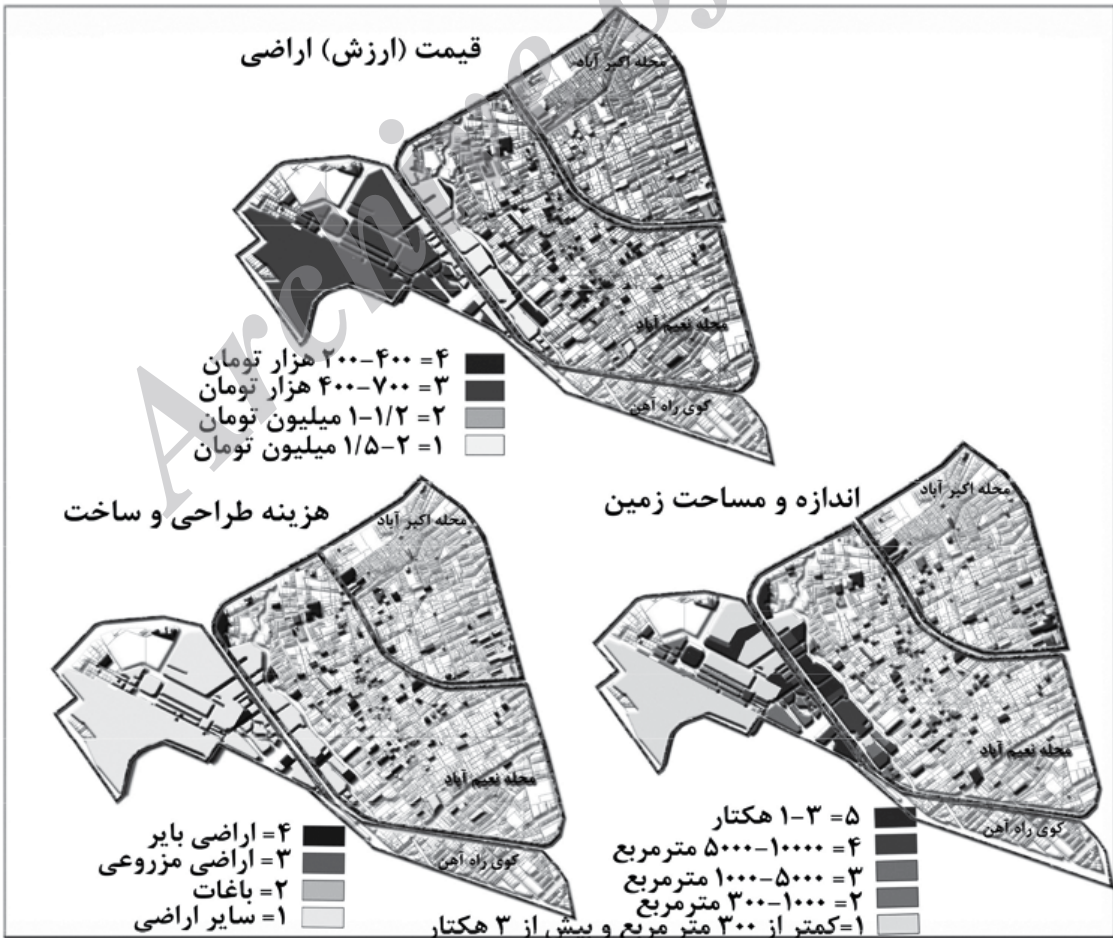 قیمت (ارزش) اراضی
محله اکبر آباد
محله نعیم آباد
کوی راه آهن
۴= ۴۰۰-۲۰۰ هزار تومان
۳= ۷۰۰-۴۰۰ هزار تومان
۲= ۱/۲-۱ میلیون تومان
۱= ۲-۱/۵ میلیون تومان
هزینه طراحی و ساخت
محله اکبر آباد
محله نعیم آباد
کوی راه آهن
۴= اراضی بایر
۳= اراضی مزروعی
۲= باغات
۱= سایر اراضی
اندازه و مساحت زمین
محله اکبر آباد
محله نعیم آباد
کوی راه آهن
۵= ۳-۱ هکتار
۴= ۱۰۰۰۰-۵۰۰۰ مترمربع
۳= ۵۰۰۰-۱۰۰۰ مترمربع
۲= ۱۰۰۰-۳۰۰ مترمربع
۱=کمتر از ۳۰۰ متر مربع و بیش از ۳ هکتار